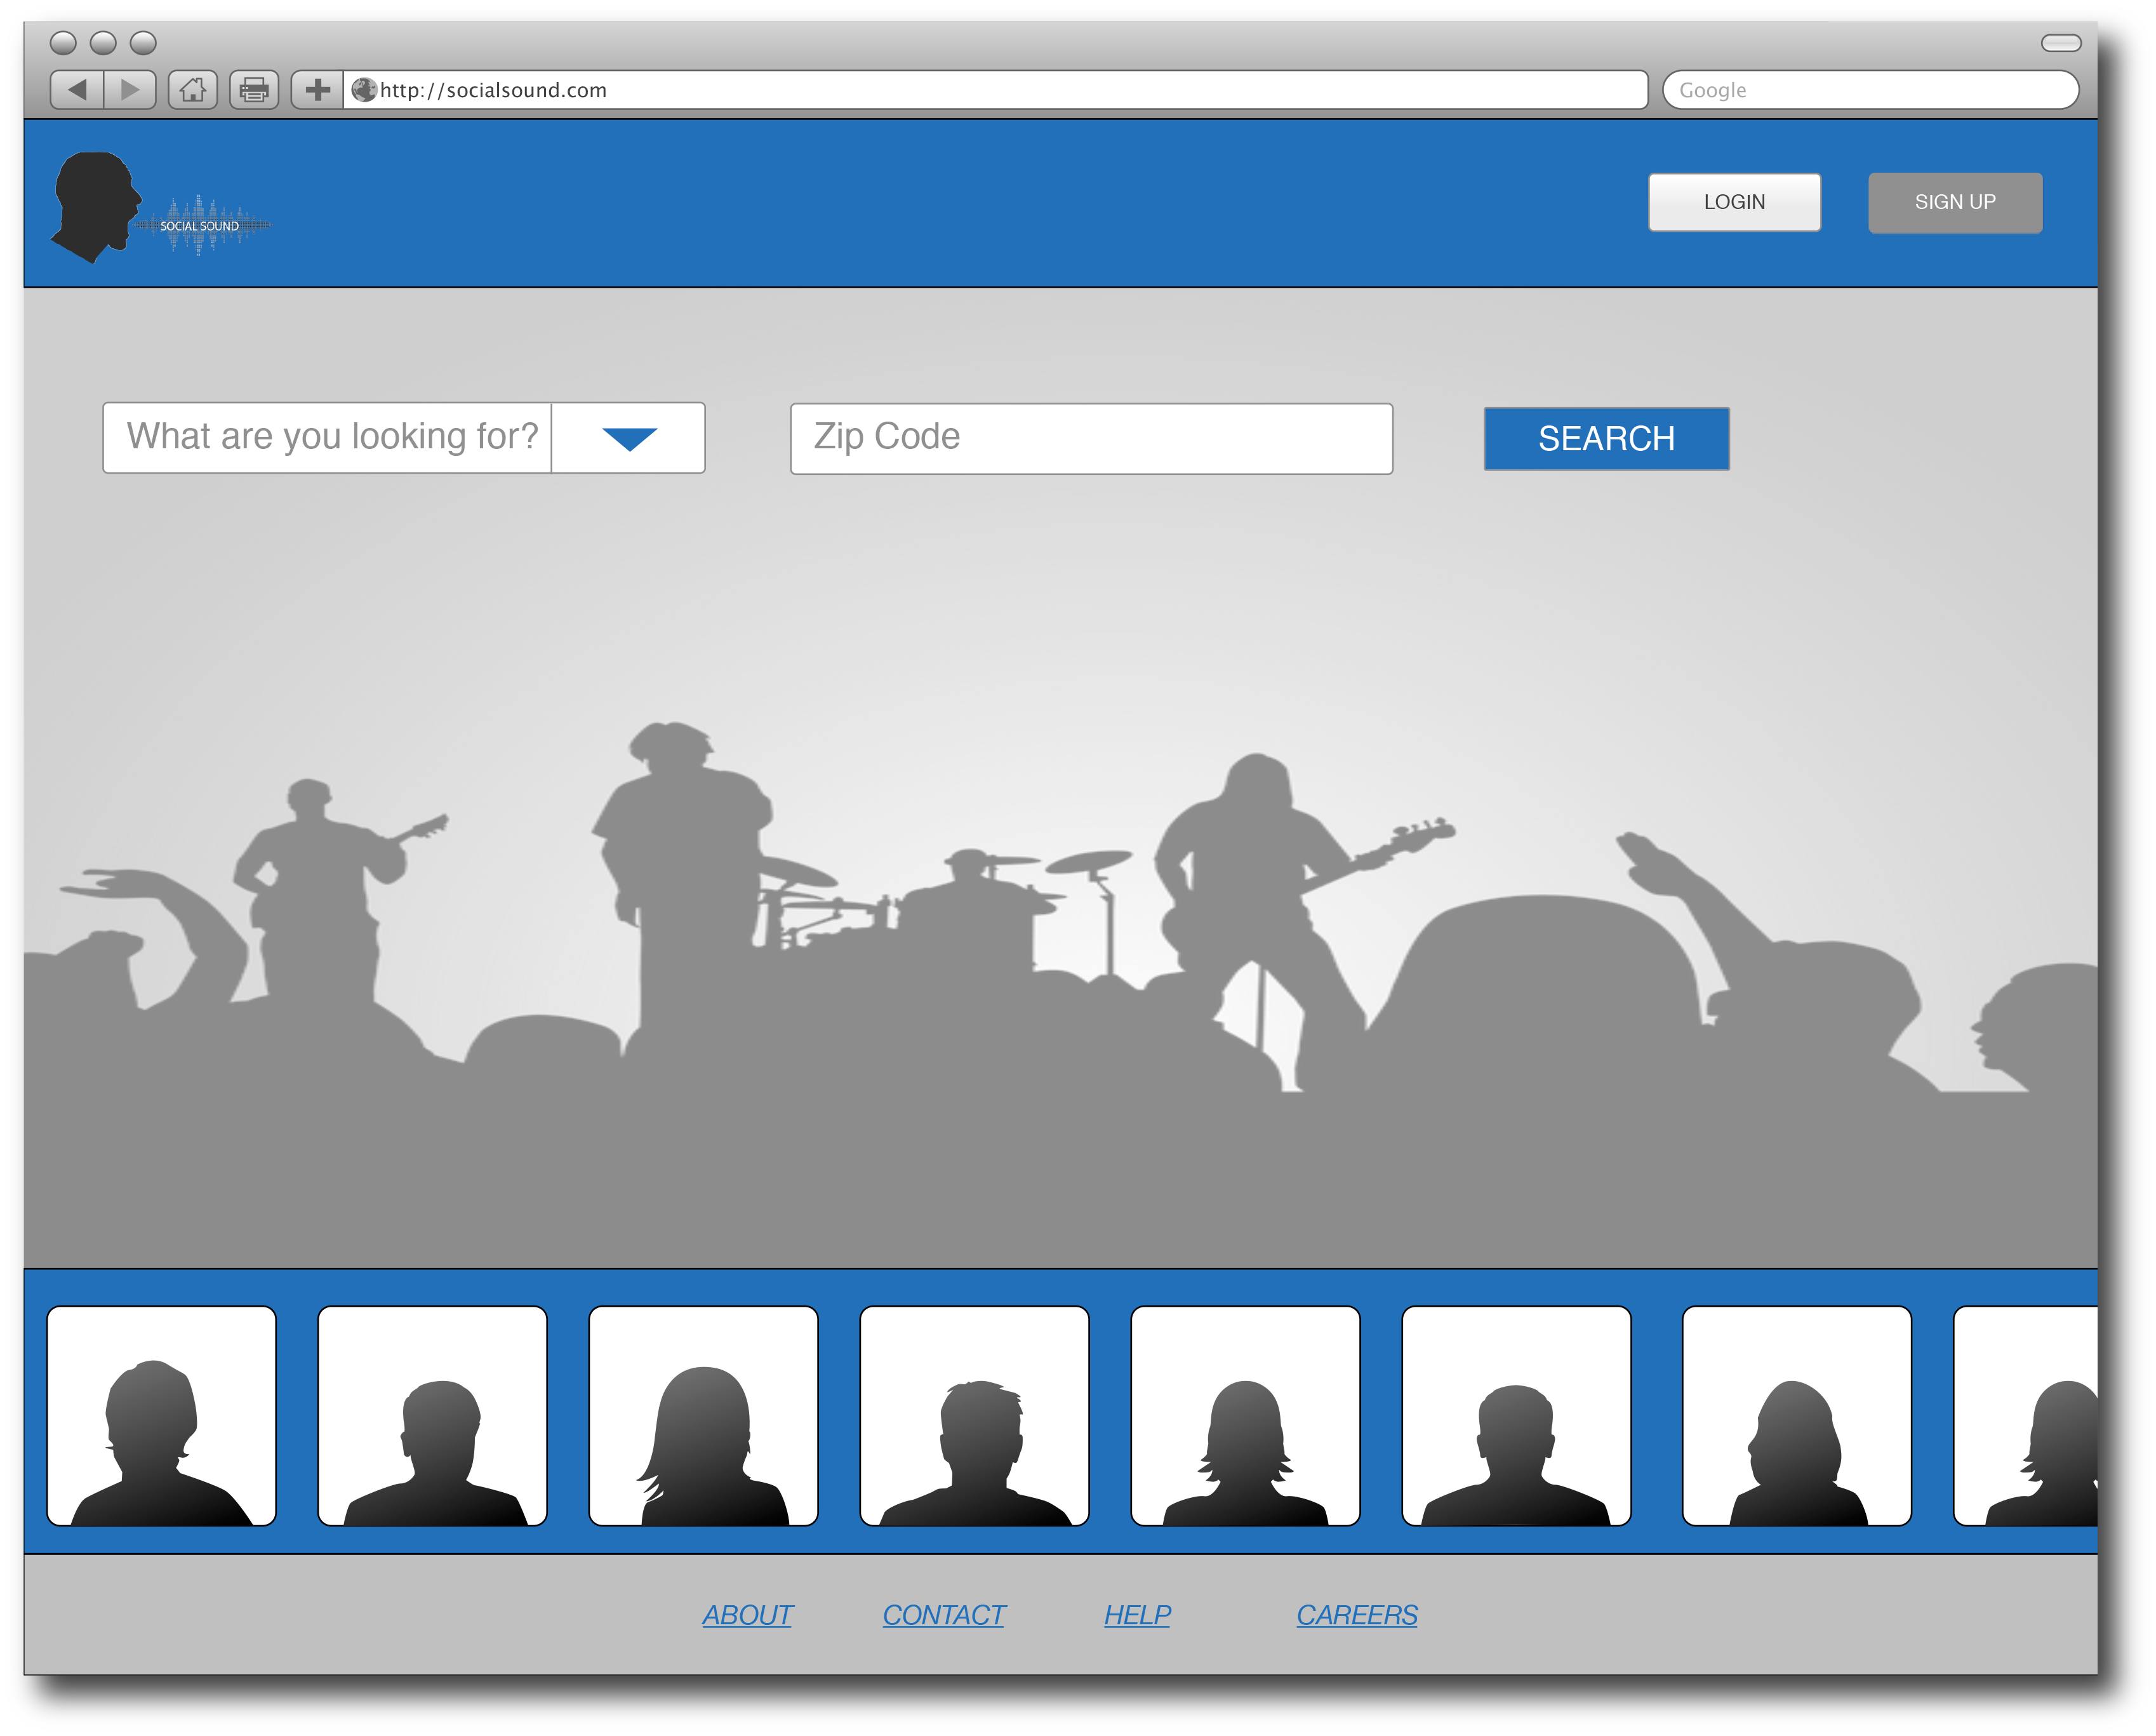 http://socialsound.com
Google
SOCIAL SOUND
LOGIN
SIGN UP
What are you looking for?
Zip Code
SEARCH
ABOUT
CONTACT
HELP
CAREERS